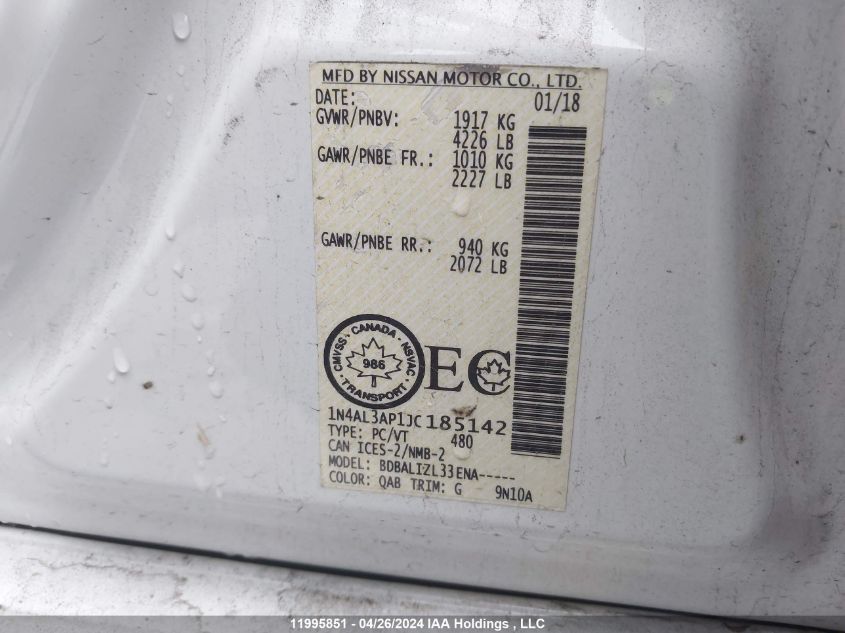 MFD BY NISSAN MOTOR CO., LTD.
DATE: 01/18
GVWR/PNBV: 1917 KG
4226 LB
GAWR/PNBE FR.: 1010 KG
2227 LB
GAWR/PNBE RR.: 940 KG
2072 LB
CANADA
CMVSS · NSVAC
986
TRANSPORT
EC
1N4AL3AP1JC185142
TYPE: PC/VT 480
CAN ICES-2/NMB-2
MODEL: BDBALIZL33ENA-----
COLOR: QAB TRIM: G 9N10A
11995851 - 04/26/2024 IAA Holdings , LLC